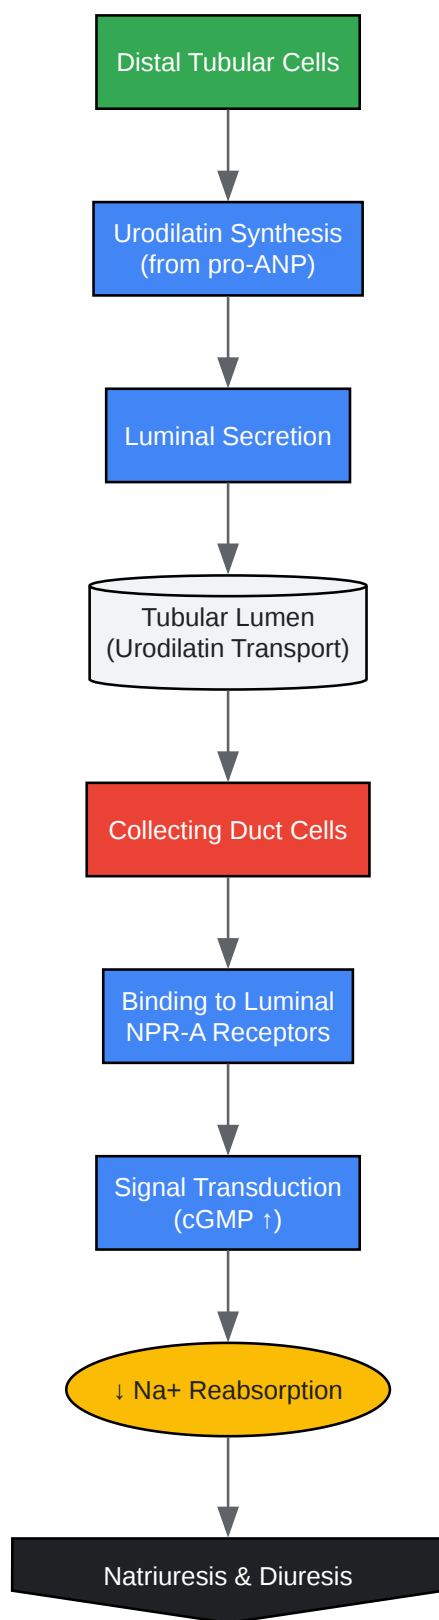 Distal Tubular Cells
Urodilatin Synthesis
(from pro-ANP)
Luminal Secretion
Tubular Lumen
(Urodilatin Transport)
Collecting Duct Cells
Binding to Luminal
NPR-A Receptors
Signal Transduction
(cGMP ↑)
↓ Na+ Reabsorption
Natriuresis & Diuresis